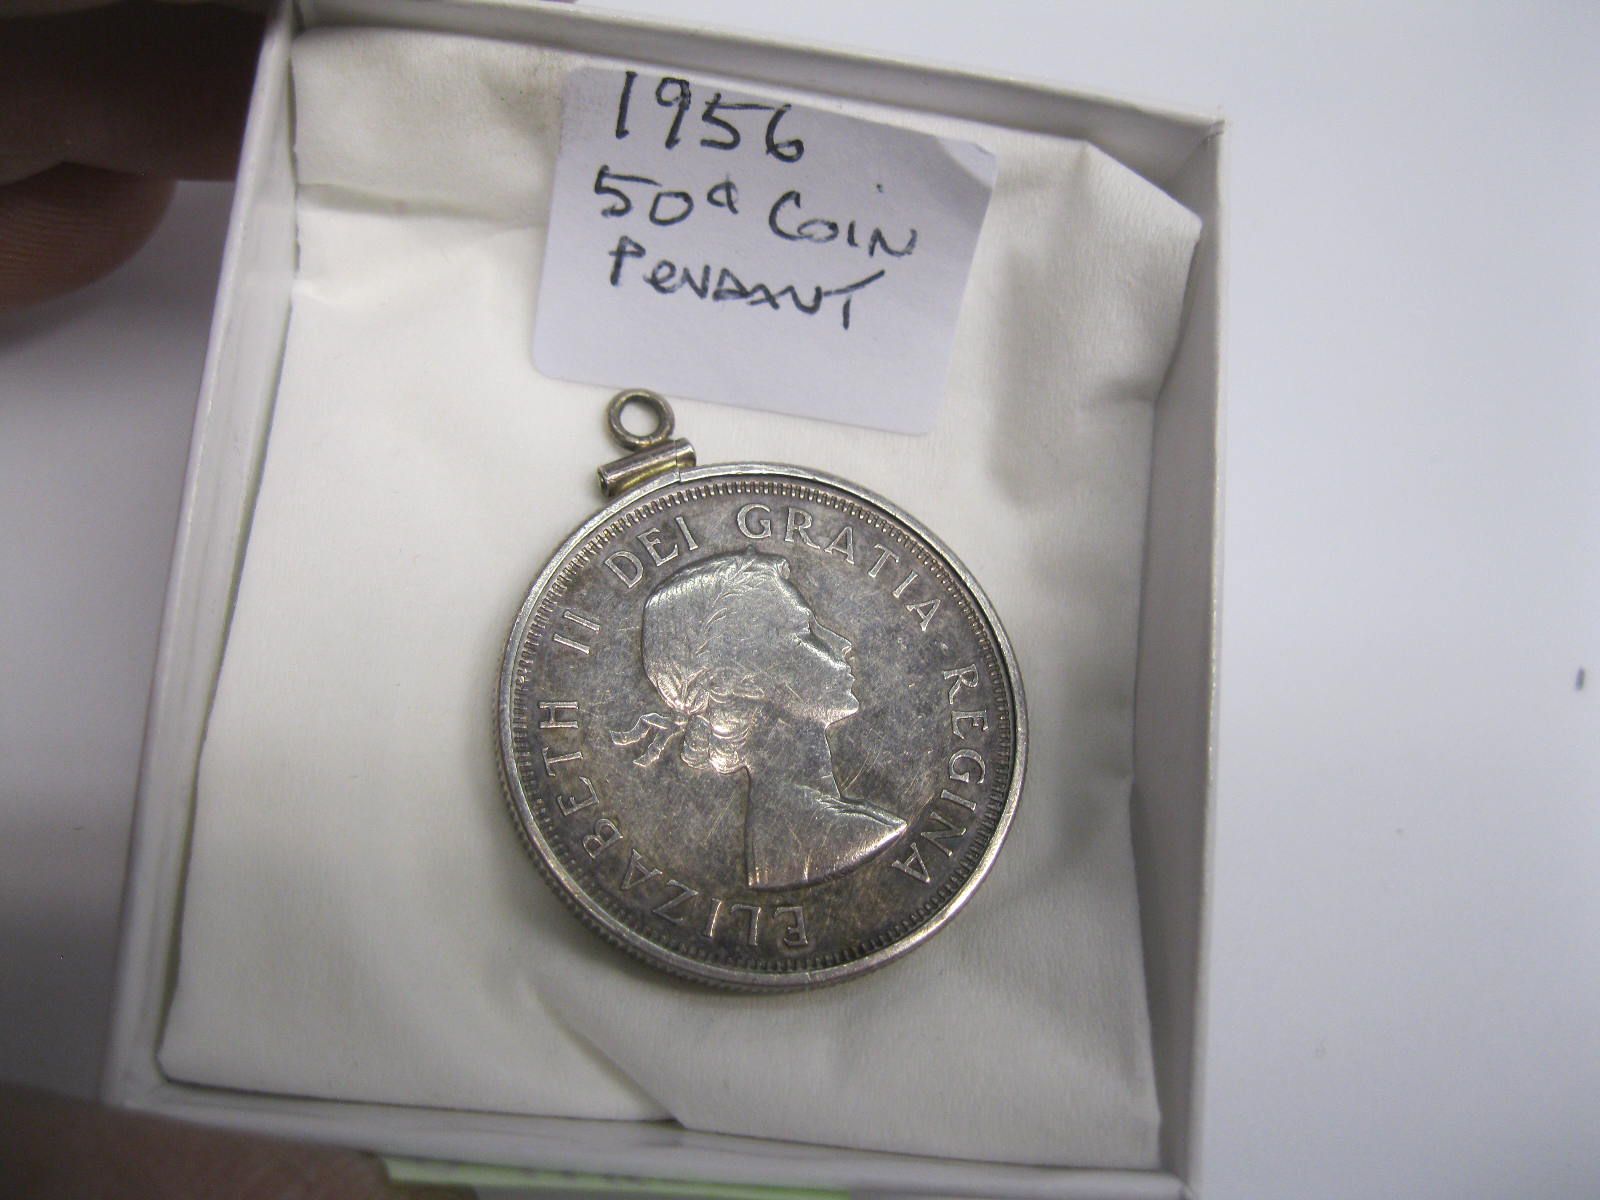 1956
50¢ COIN
PENDANT
ELIZABETH II DEI GRATIA · REGINA